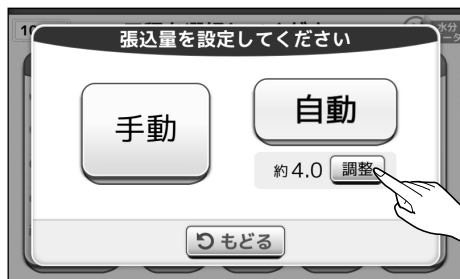 張込量を設定してください
手動
自動
約4.0 調整
もどる